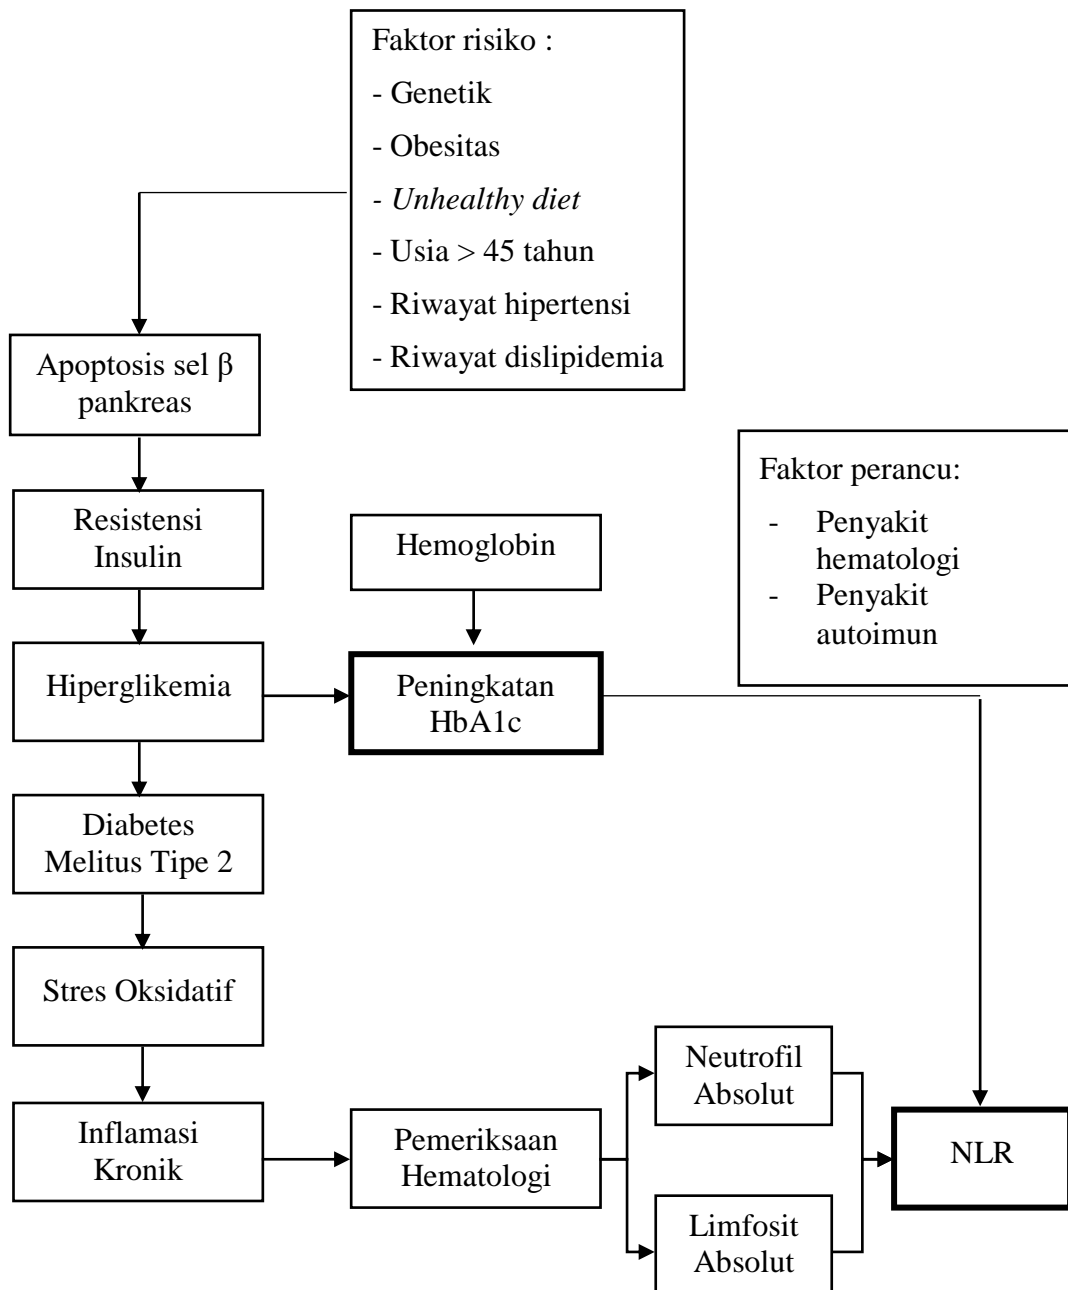 Faktor risiko :
- Genetik
- Obesitas
- Unhealthy diet
- Usia > 45 tahun
- Riwayat hipertensi
- Riwayat dislipidemia
Apoptosis sel β
pankreas
Faktor perancu:
- Penyakit
hematologi
- Penyakit
autoimun
Resistensi
Insulin
Hemoglobin
Hiperglikemia
Peningkatan
HbA1c
Diabetes
Melitus Tipe 2
Stres Oksidatif
Inflamasi
Kronik
Pemeriksaan
Hematologi
Neutrofil
Absolut
Limfosit
Absolut
NLR